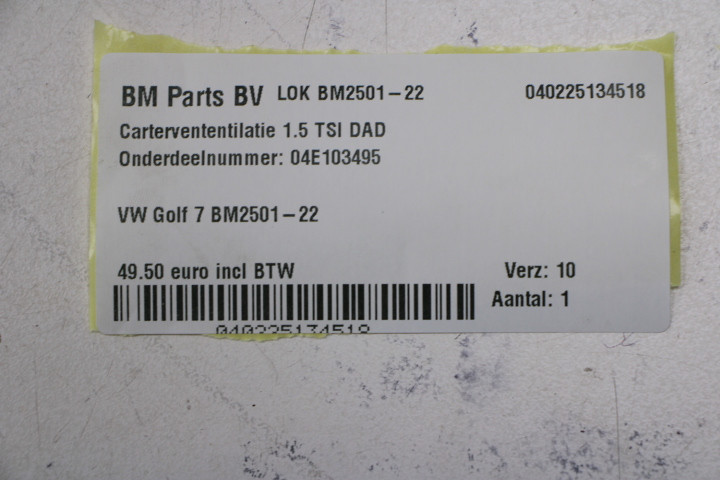 BM Parts BV LOK BM2501-22 040225134518
Cartervententilatie 1.5 TSI DAD
Onderdeelnummer: 04E103495
VW Golf 7 BM2501-22
49.50 euro incl BTW Verz: 10
Aantal: 1
040225134518